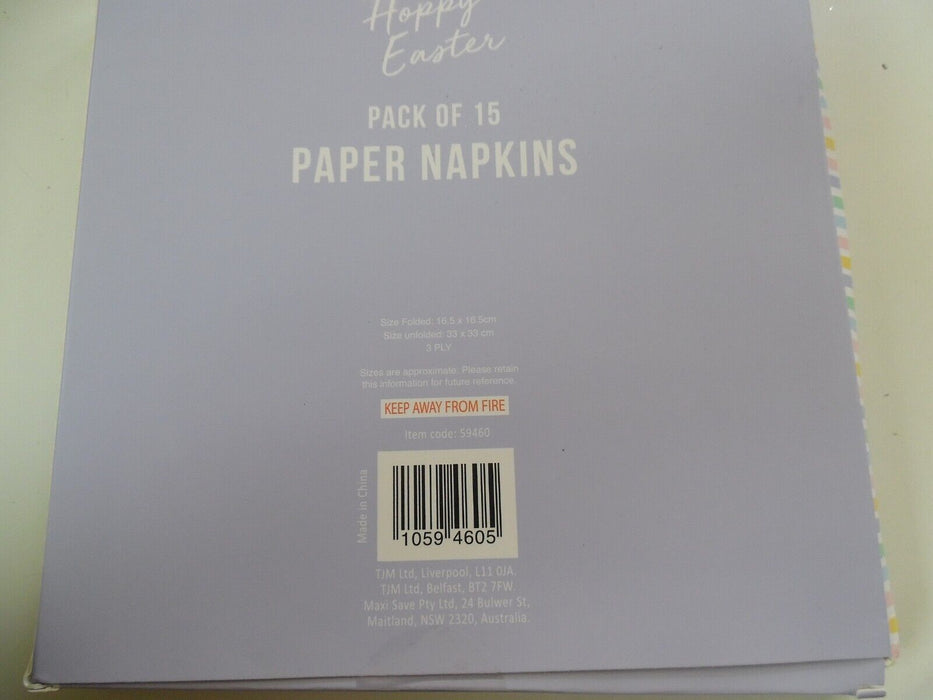 Hoppy
Easter
PACK OF 15
PAPER NAPKINS
Size Folded: 16.5 x 16.5cm
Size unfolded: 33 x 33 cm
3 PLY
Sizes are approximate. Please retain
this information for future reference.
KEEP AWAY FROM FIRE
Item code: 59460
Made in China
1059 4605
TJM Ltd, Liverpool, L11 0JA.
TJM Ltd, Belfast, BT2 7FW.
Maxi Save Pty Ltd, 24 Bulwer St,
Maitland, NSW 2320, Australia.